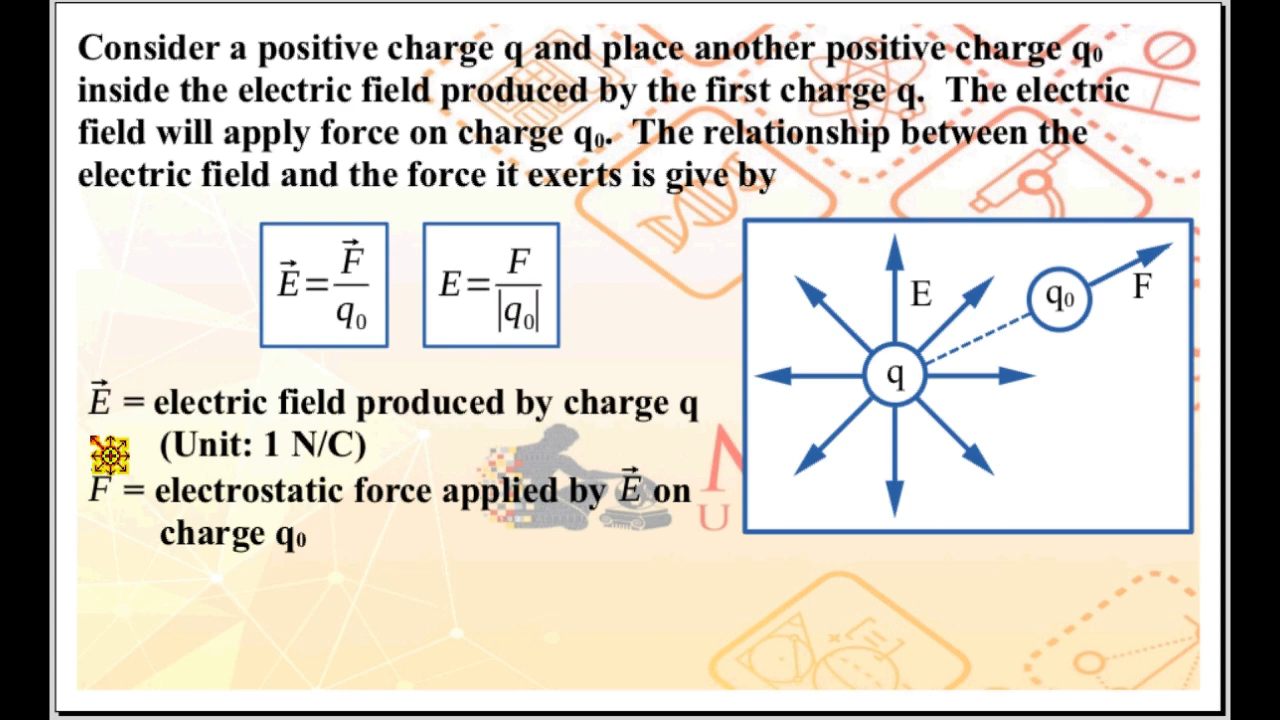 Consider a positive charge q and place another positive charge q₀
inside the electric field produced by the first charge q. The electric
field will apply force on charge q₀. The relationship between the
electric field and the force it exerts is give by
E⃗ = F⃗ / q₀
E = F / |q₀|
E⃗ = electric field produced by charge q
(Unit: 1 N/C)
F⃗ = electrostatic force applied by E⃗ on
charge q₀
E
q₀
F
q
U